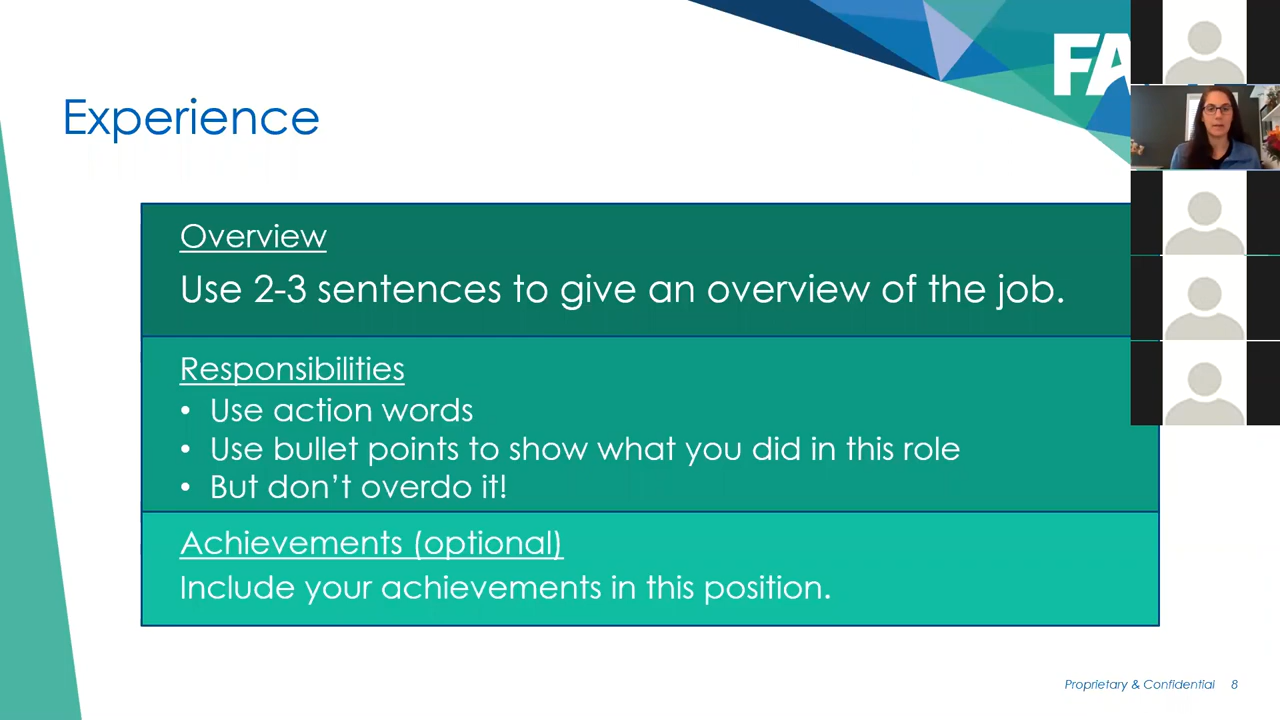 FA
Experience
Overview
Use 2-3 sentences to give an overview of the job.
Responsibilities
• Use action words
• Use bullet points to show what you did in this role
• But don't overdo it!
Achievements (optional)
Include your achievements in this position.
Proprietary & Confidential 8